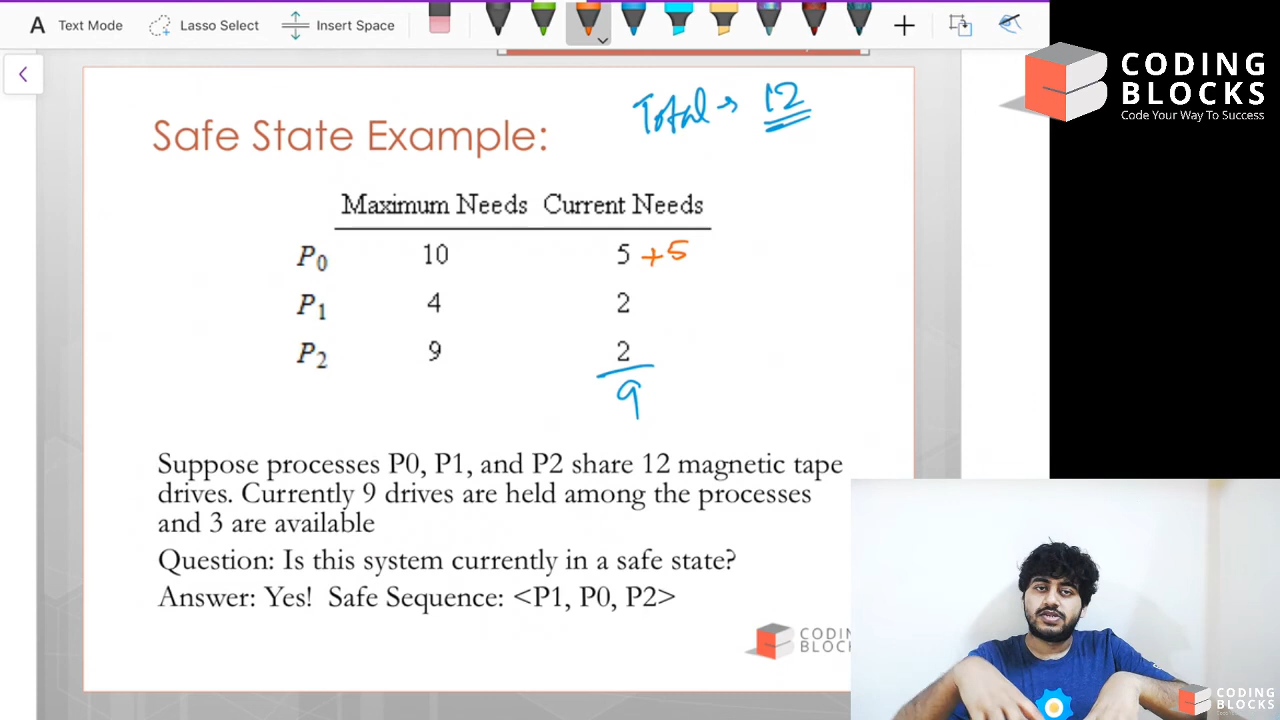 A Text Mode Lasso Select Insert Space
CODING
BLOCKS
Code Your Way To Success
Total → 12
Safe State Example:
Maximum Needs Current Needs
P0 10 5 +5
P1 4 2
P2 9 2
9
Suppose processes P0, P1, and P2 share 12 magnetic tape
drives. Currently 9 drives are held among the processes
and 3 are available
Question: Is this system currently in a safe state?
Answer: Yes! Safe Sequence: <P1, P0, P2>
CODIN
BLOCK
CODING
BLOCKS